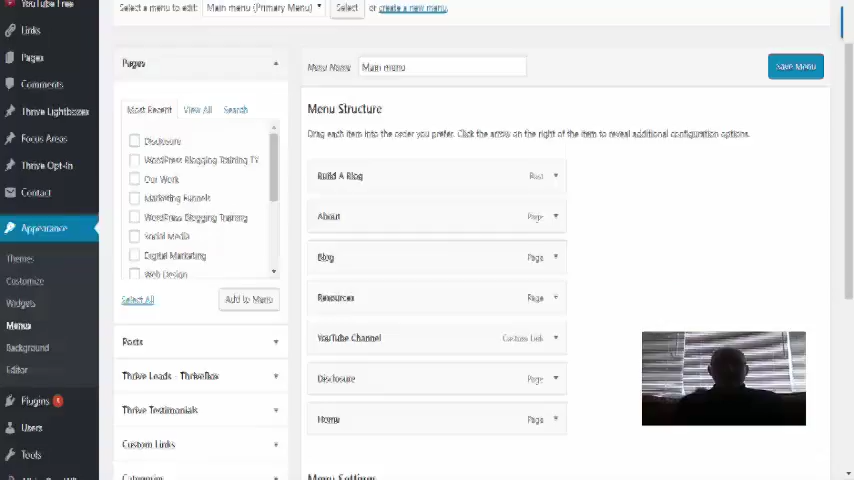 YouTube Free
Links
Pages
Comments
Thrive Lightboxes
Focus Areas
Thrive Opt-In
Contact
Appearance
Themes
Customize
Widgets
Menus
Background
Editor
Plugins
Users
Tools
Select a menu to edit: Main menu (Primary Menu) Select or create a new menu.
Pages
Most Recent View All Search
Disclosure
WordPress Blogging Training TV
Our Work
Marketing Funnels
WordPress Blogging Training
Social Media
Digital Marketing
Web Design
Select All Add to Menu
Posts
Thrive Leads - ThriveBox
Thrive Testimonials
Custom Links
Categories
Menu Name Main menu Save Menu
Menu Structure
Drag each item into the order you prefer. Click the arrow on the right of the item to reveal additional configuration options.
Build A Blog Post
About Page
Blog Page
Resources Page
YouTube Channel Custom Link
Disclosure Page
Home Page
Menu Settings